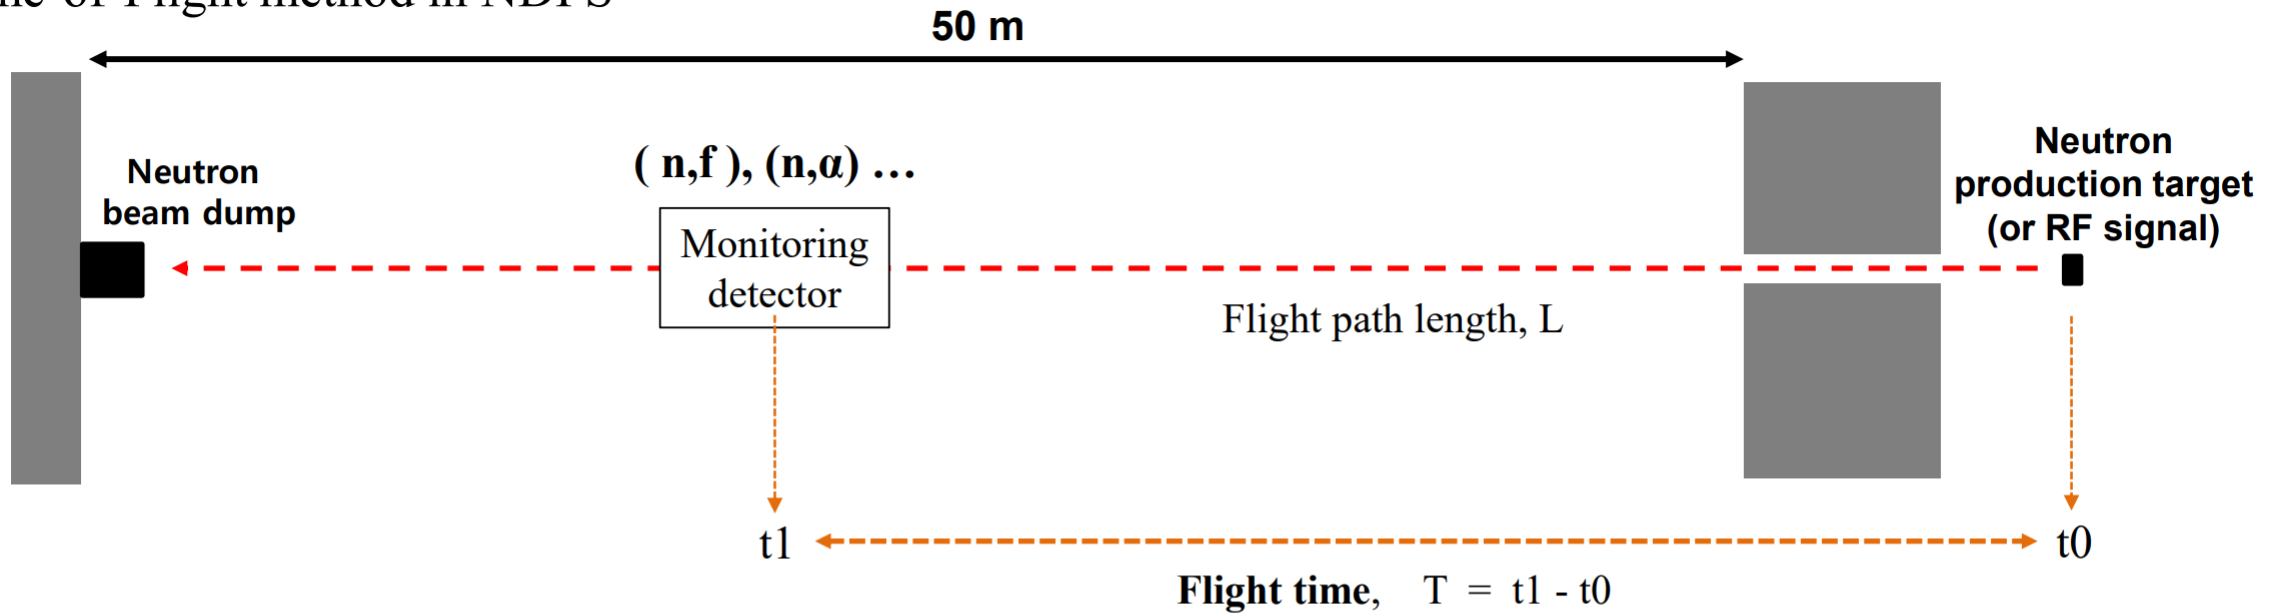 50 m
( n,f ), (n,α) ...
Neutron
beam dump
Monitoring
detector
Neutron
production target
(or RF signal)
Flight path length, L
t1
t0
Flight time, T = t1 - t0